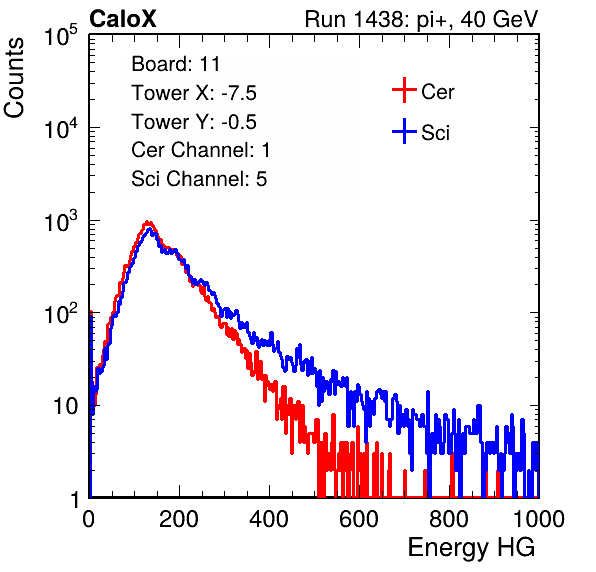 CaloX Run 1438: pi+, 40 GeV
Counts
10^5
10^4
10^3
10^2
10
1
Board: 11
Tower X: -7.5
Tower Y: -0.5
Cer Channel: 1
Sci Channel: 5
Cer
Sci
0 200 400 600 800 1000
Energy HG